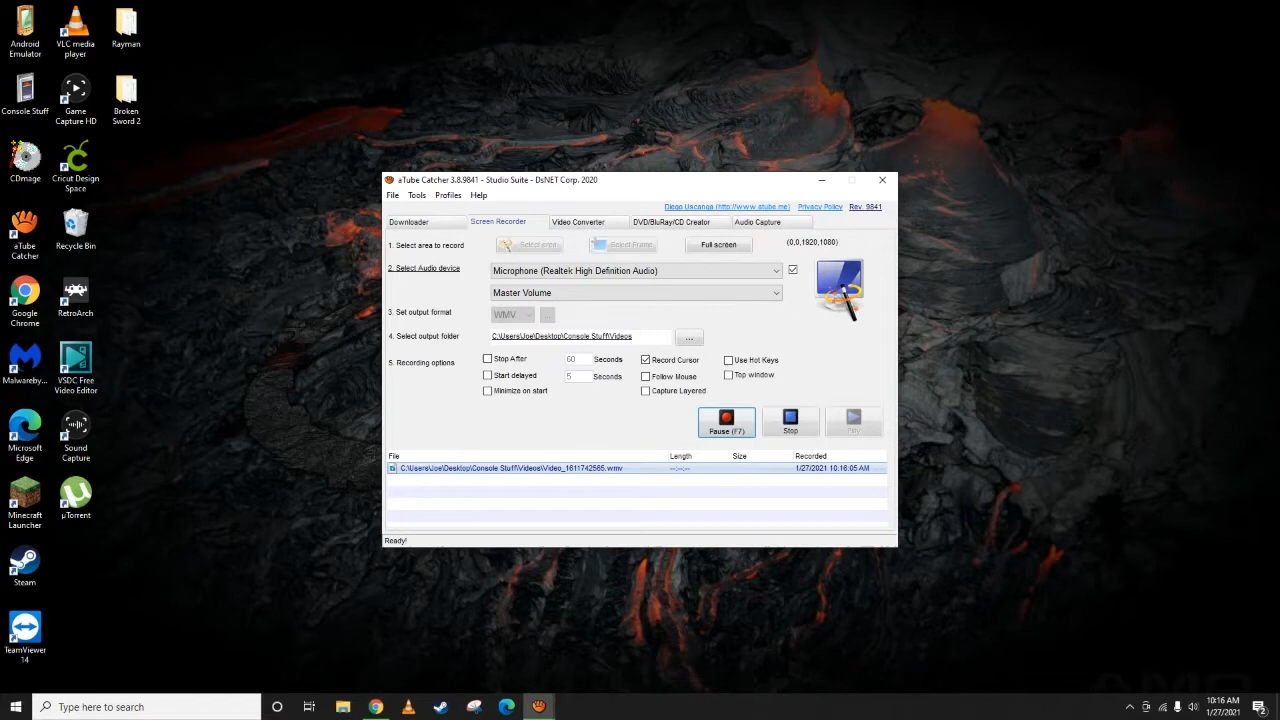 Android
Emulator
VLC media
player
Rayman
Console Stuff
Game
Capture HD
Broken
Sword 2
CDmage
Cricut Design
Space
aTube
Catcher
Recycle Bin
Google
Chrome
RetroArch
Malwareby...
VSDC Free
Video Editor
Microsoft
Edge
Sound
Capture
Minecraft
Launcher
µTorrent
Steam
TeamViewer
14
aTube Catcher 3.8.9841 - Studio Suite - DsNET Corp. 2020
File Tools Profiles Help
Diego Uscanga (http://www.atube.me) Privacy Policy Rev. 9841
Downloader Screen Recorder Video Converter DVD/BluRay/CD Creator Audio Capture
1. Select area to record Select area Select Frame Full screen (0,0,1920,1080)
2. Select Audio device Microphone (Realtek High Definition Audio)
Master Volume
3. Set output format WMV ...
4. Select output folder C:\Users\Joe\Desktop\Console Stuff\Videos ...
5. Recording options Stop After 60 Seconds Record Cursor Use Hot Keys
Start delayed 5 Seconds Follow Mouse Top window
Minimize on start Capture Layered
Pause (F7) Stop Play
File Length Size Recorded
C:\Users\Joe\Desktop\Console Stuff\Videos\Video_1611742565.wmv --:--:-- 1/27/2021 10:16:05 AM
Ready!
Type here to search
10:16 AM
1/27/2021
2